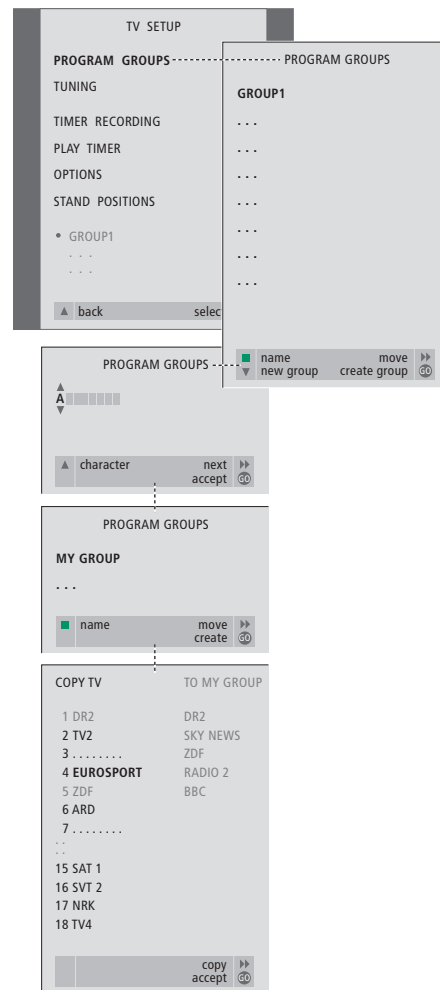 TV SETUP
PROGRAM GROUPS
TUNING
TIMER RECORDING
PLAY TIMER
OPTIONS
STAND POSITIONS
• GROUP1
. . .
. . .
▲ back selec
PROGRAM GROUPS
GROUP1
. . .
. . .
. . .
. . .
. . .
. . .
. . .
name move
new group create group GO
PROGRAM GROUPS
A
character next
accept GO
PROGRAM GROUPS
MY GROUP
. . .
name move
create GO
COPY TV TO MY GROUP
1 DR2 DR2
2 TV2 SKY NEWS
3 . . . . . . . . ZDF
4 EUROSPORT RADIO 2
5 ZDF BBC
6 ARD
7 . . . . . . . .
: :
15 SAT 1
16 SVT 2
17 NRK
18 TV4
copy
accept GO